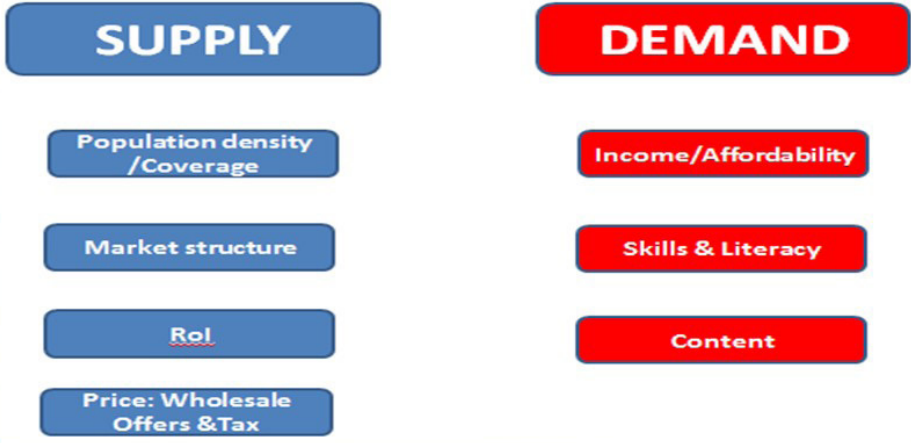 SUPPLY
Population density
/Coverage
Market structure
RoI
Price: Wholesale
Offers &Tax
DEMAND
Income/Affordability
Skills & Literacy
Content